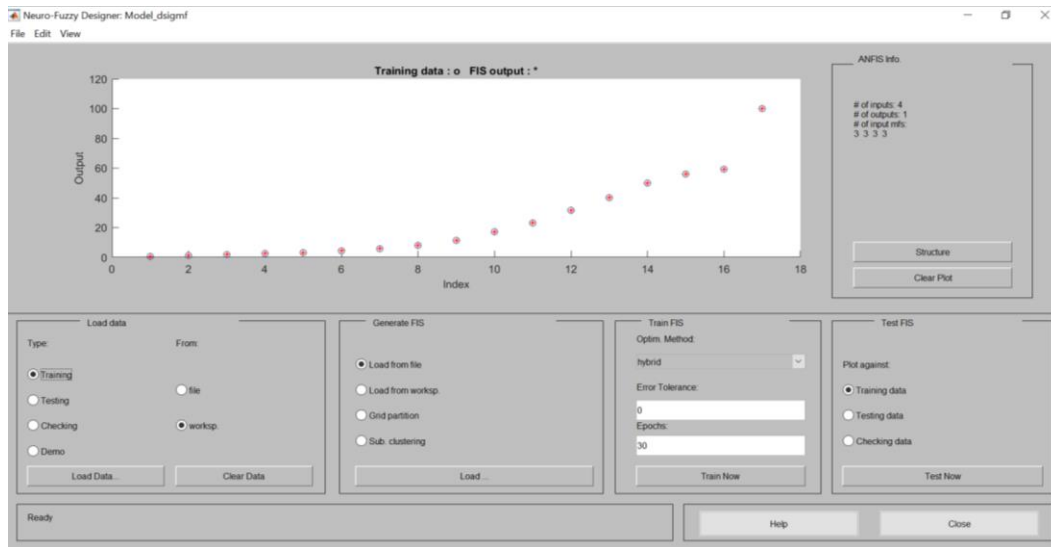 Neuro-Fuzzy Designer: Model_dsigmf
File Edit View
Training data : o FIS output : *
120
100
80
60
40
20
0
Output
0 2 4 6 8 10 12 14 16 18
Index
ANFIS Info.
# of inputs: 4
# of outputs: 1
# of input mfs:
3 3 3 3
Structure
Clear Plot
Load data
Type:
From:
Training
Testing
Checking
Demo
file
worksp.
Load Data...
Clear Data
Generate FIS
Load from file
Load from worksp.
Grid partition
Sub. clustering
Load ...
Train FIS
Optim. Method:
hybrid
Error Tolerance:
0
Epochs:
30
Train Now
Test FIS
Plot against:
Training data
Testing data
Checking data
Test Now
Ready
Help
Close